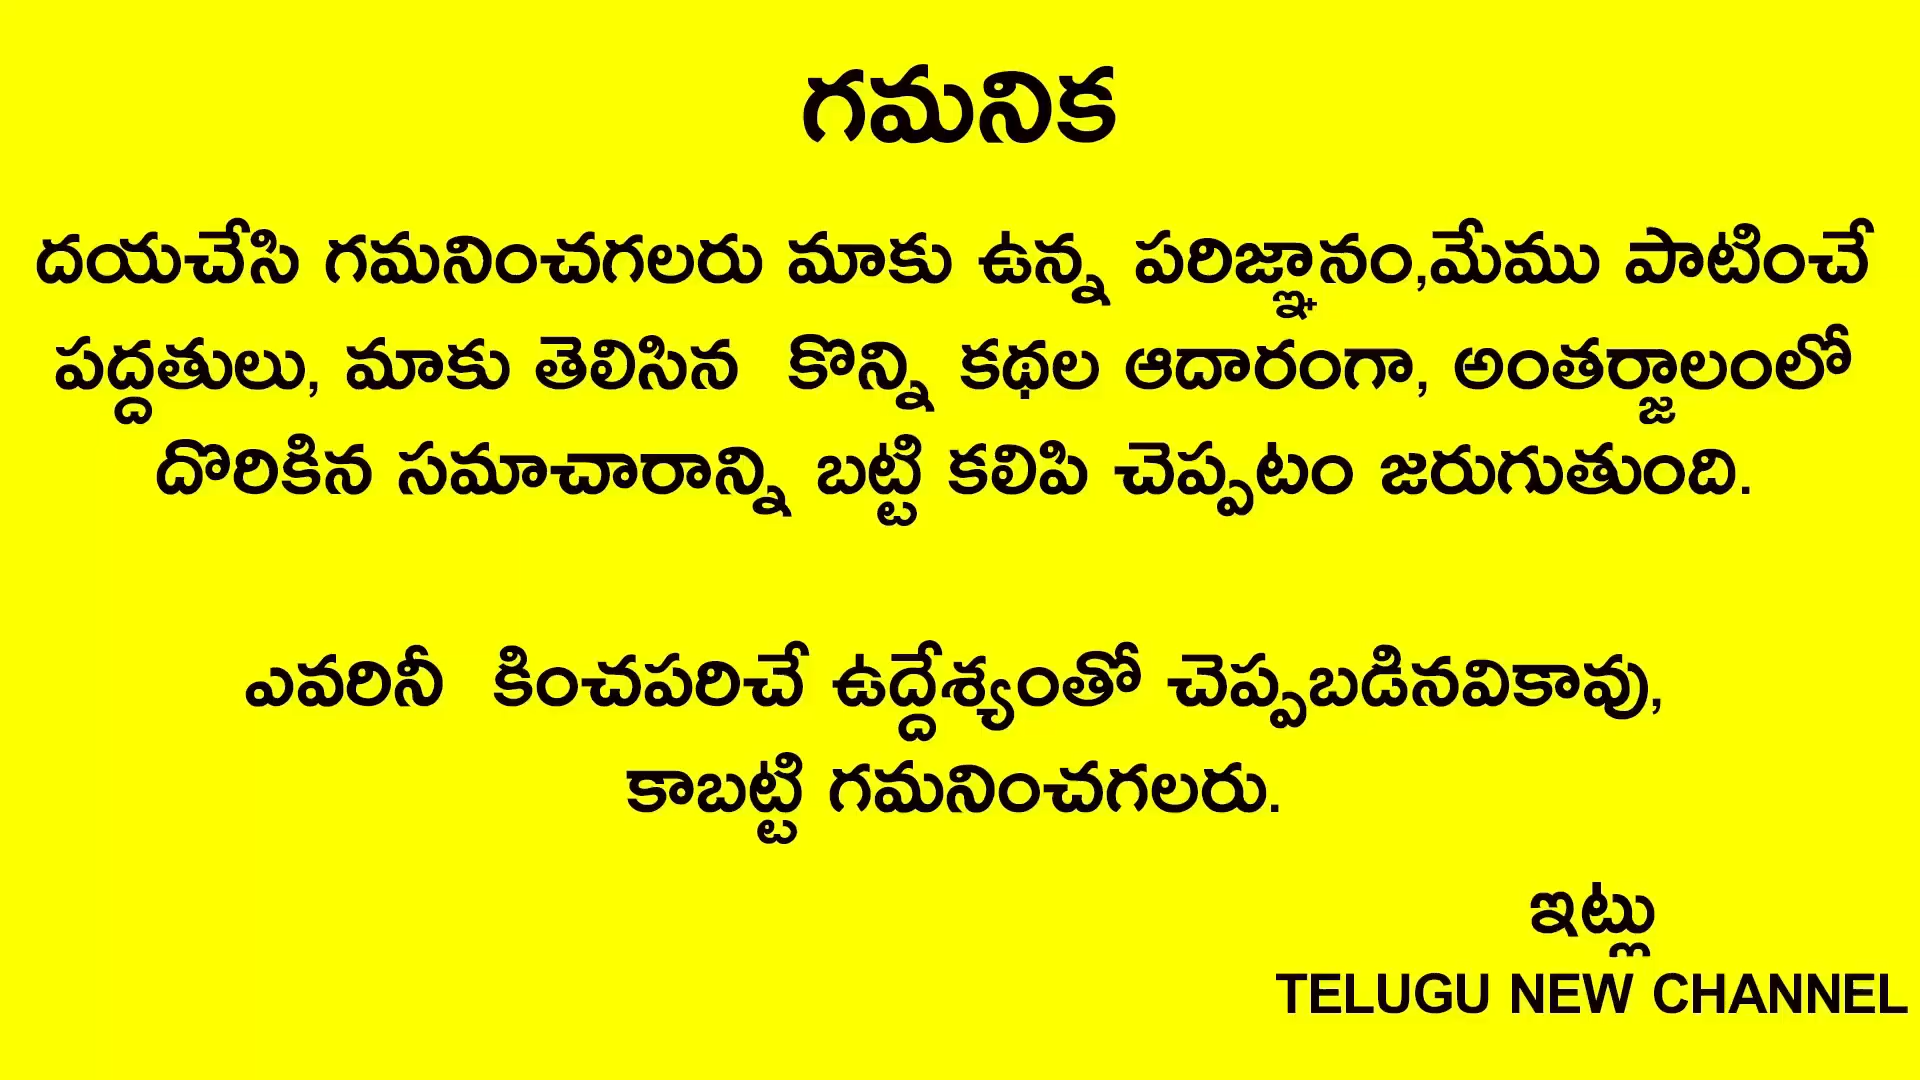 గమనిక
దయచేసి గమనించగలరు మాకు ఉన్న పరిజ్ఞానం,మేము పాటించే
పద్దతులు, మాకు తెలిసిన కొన్ని కథల ఆదారంగా, అంతర్జాలంలో
దొరికిన సమాచారాన్ని బట్టి కలిపి చెప్పటం జరుగుతుంది.
ఎవరినీ కించపరిచే ఉద్దేశ్యంతో చెప్పబడినవికావు,
కాబట్టి గమనించగలరు.
ఇట్లు
TELUGU NEW CHANNEL